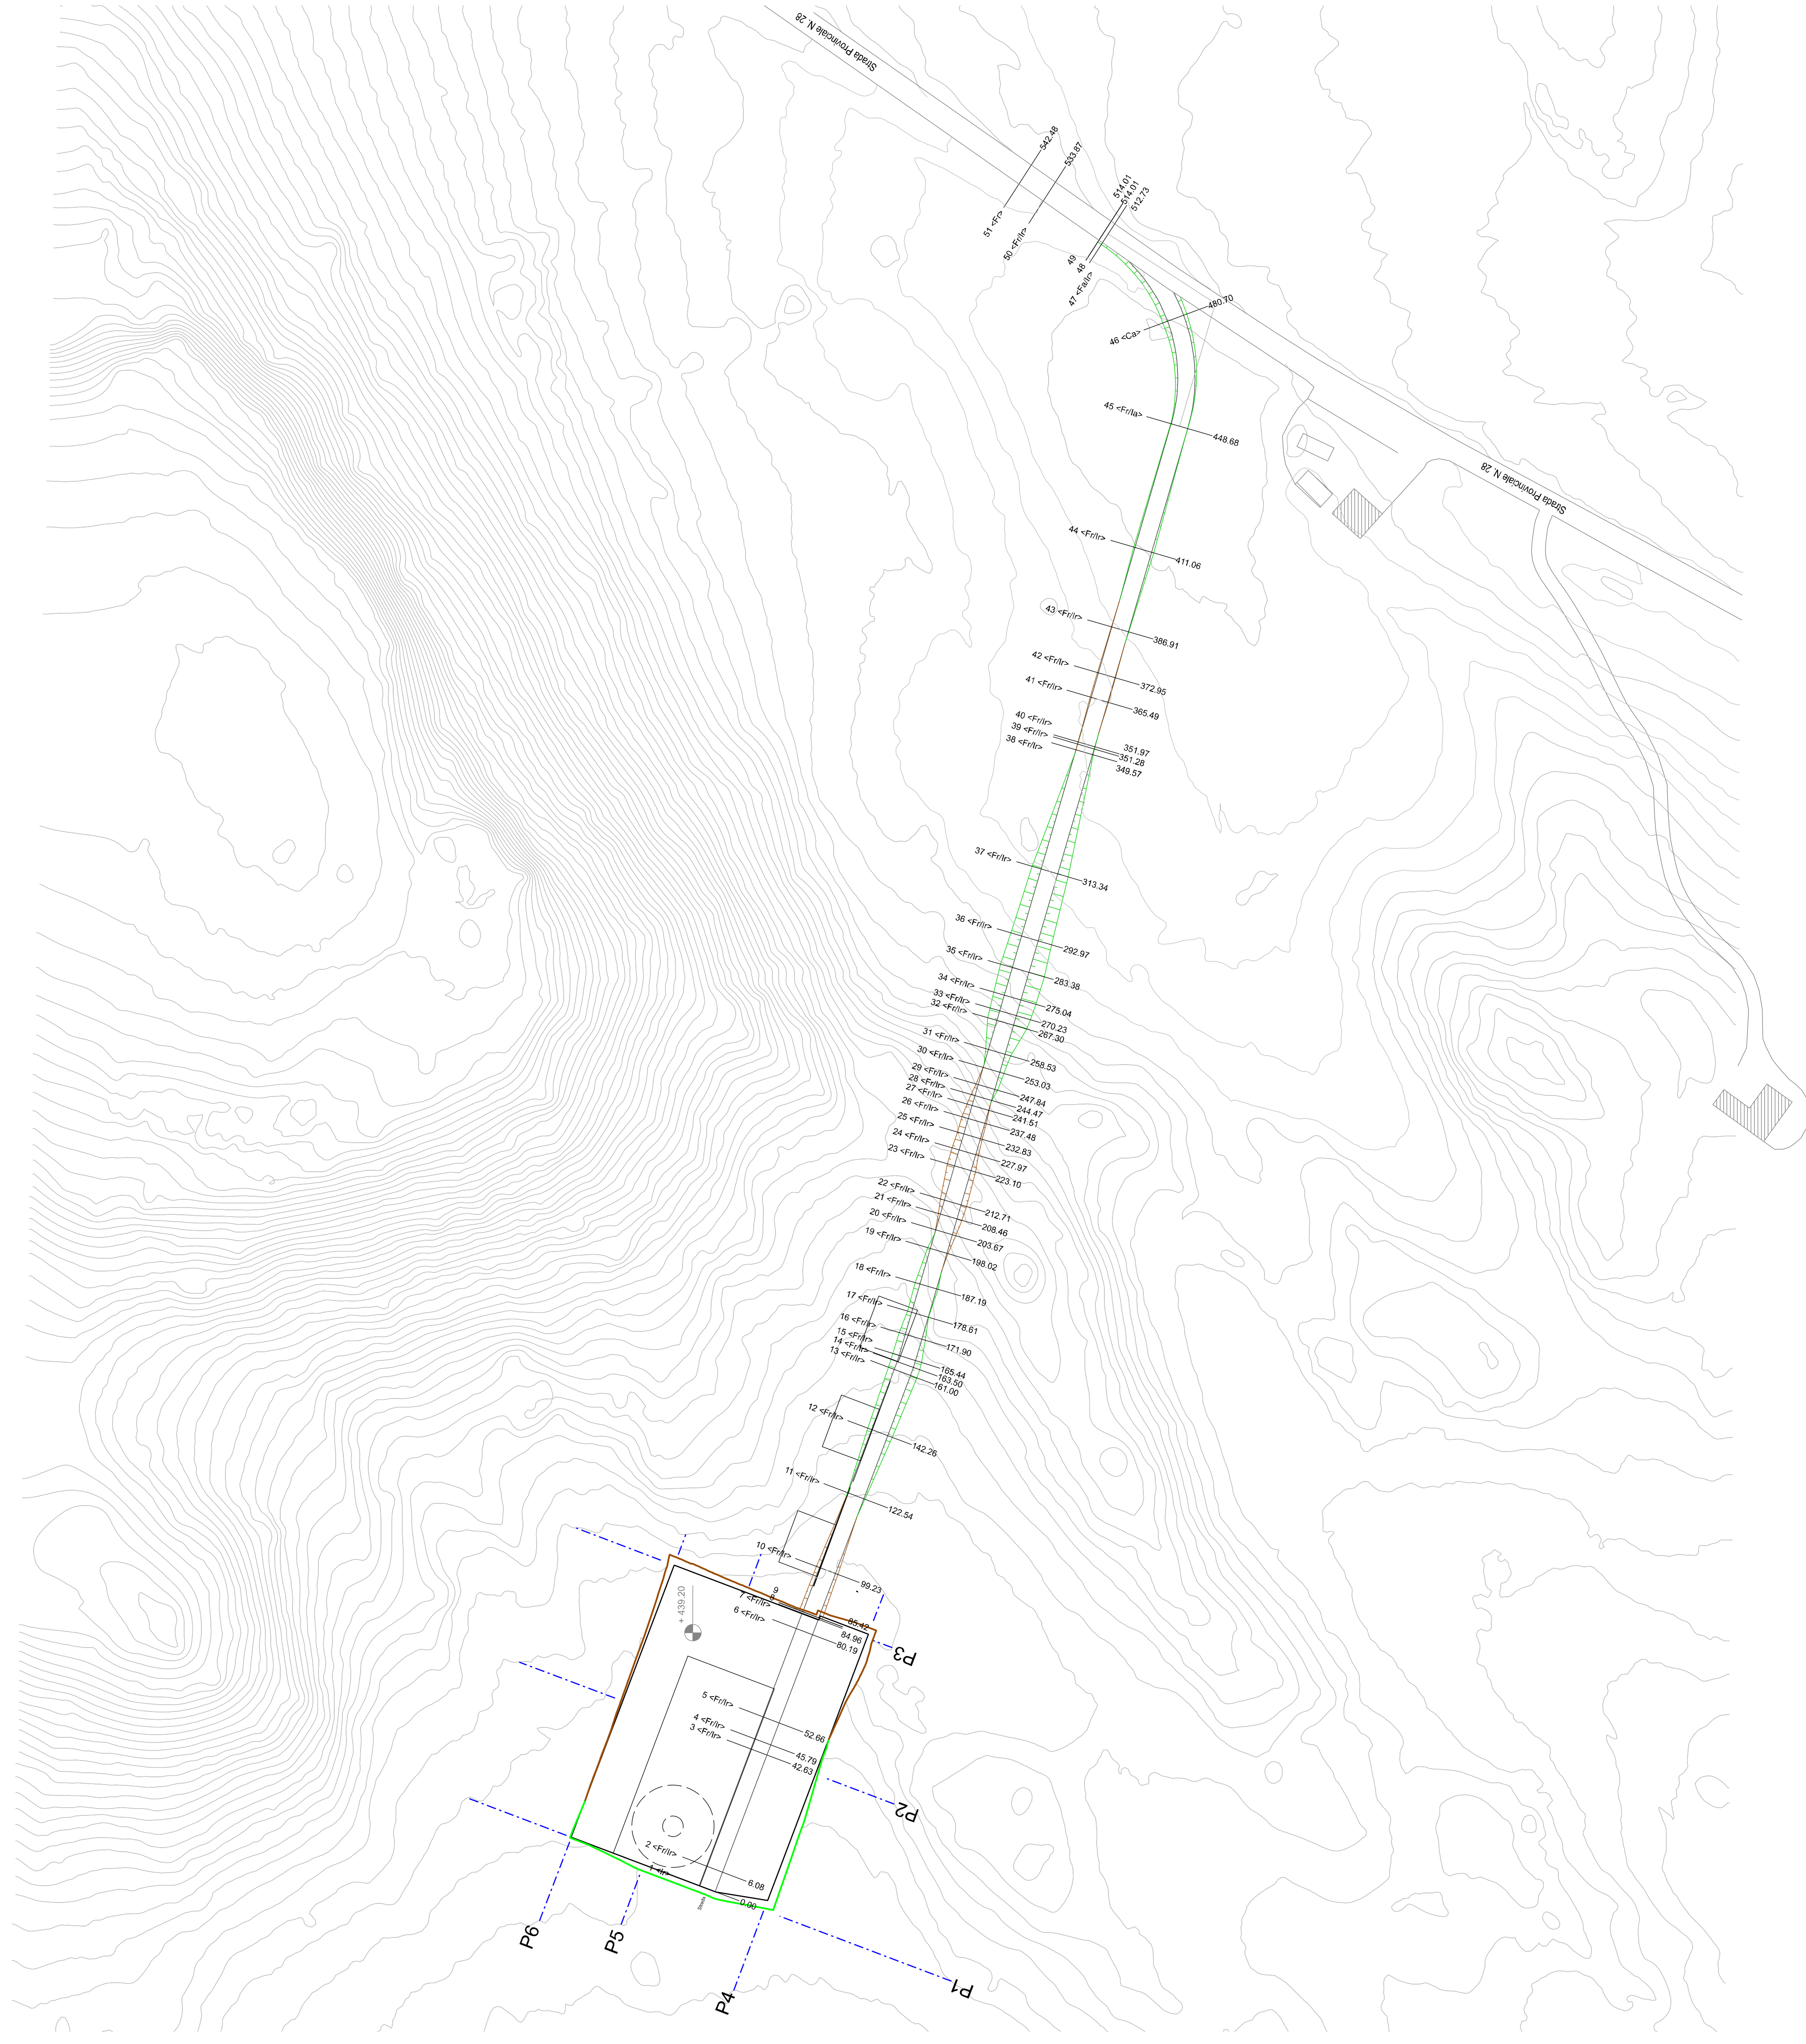 Strada Provinciale N. 28
542.48
533.87
514.01
514.01
512.73
51 <Fr>
50 <Fr/Ir>
49
48
47 <Fa/Ir>
480.70
46 <Ca>
45 <Fr/Ia>
448.68
Strada Provinciale N. 28
44 <Fr/Ir>
411.06
43 <Fr/Ir>
386.91
42 <Fr/Ir>
372.95
41 <Fr/Ir>
365.49
40 <Fr/Ir>
351.97
39 <Fr/Ir>
351.28
38 <Fr/Ir>
349.57
37 <Fr/Ir>
313.34
36 <Fr/Ir>
292.97
35 <Fr/Ir>
283.38
34 <Fr/Ir>
275.04
33 <Fr/Ir>
270.23
32 <Fr/Ir>
267.30
31 <Fr/Ir>
258.53
30 <Fr/Ir>
253.03
29 <Fr/Ir>
247.84
28 <Fr/Ir>
244.47
27 <Fr/Ir>
241.51
26 <Fr/Ir>
237.48
25 <Fr/Ir>
232.83
24 <Fr/Ir>
227.97
23 <Fr/Ir>
223.10
22 <Fr/Ir>
212.71
21 <Fr/Ir>
208.46
20 <Fr/Ir>
203.67
19 <Fr/Ir>
198.02
18 <Fr/Ir>
187.19
17 <Fr/Ir>
178.61
16 <Fr/Ir>
171.90
15 <Fr/Ir>
165.44
14 <Fr/Ir>
163.50
13 <Fr/Ir>
161.00
12 <Fr/Ir>
142.26
11 <Fr/Ir>
122.54
10 <Fr/Ir>
99.23
9
8
7 <Fr/Ir>
85.42
84.96
6 <Fr/Ir>
80.19
+ 439.20
P3
5 <Fr/Ir>
52.66
4 <Fr/Ir>
45.79
3 <Fr/Ir>
42.63
P2
2 <Fr/Ir>
6.08
1 <Ir>
0.00
Strada
P6
P5
P4
P1